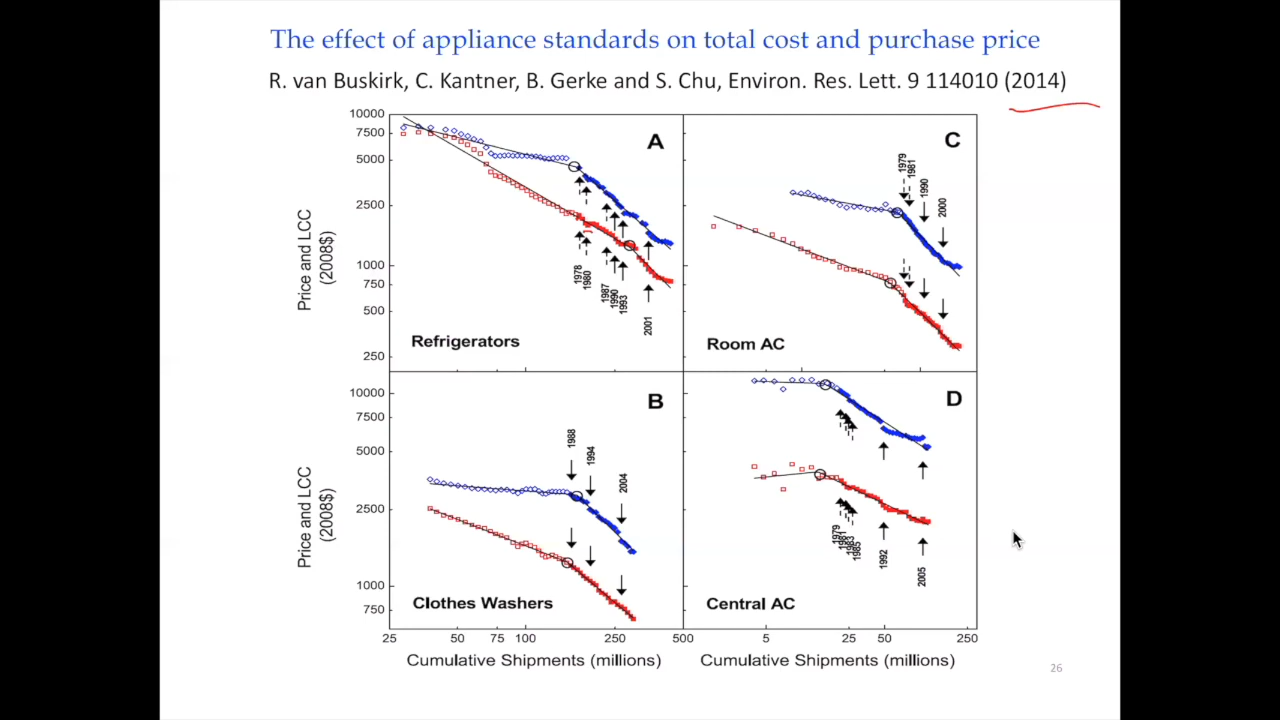 The effect of appliance standards on total cost and purchase price
R. van Buskirk, C. Kantner, B. Gerke and S. Chu, Environ. Res. Lett. 9 114010 (2014)
10000
7500
5000
2500
1000
750
500
250
Price and LCC
(2008$)
A
1978
1980
1987
1990
1993
2001
Refrigerators
C
1979
1981
1990
2000
Room AC
10000
7500
5000
2500
1000
750
Price and LCC
(2008$)
B
1988
1994
2004
Clothes Washers
D
1979
1981
1983
1985
1992
2005
Central AC
25 50 75 100 250 500 5 25 50 250
Cumulative Shipments (millions) Cumulative Shipments (millions)
26